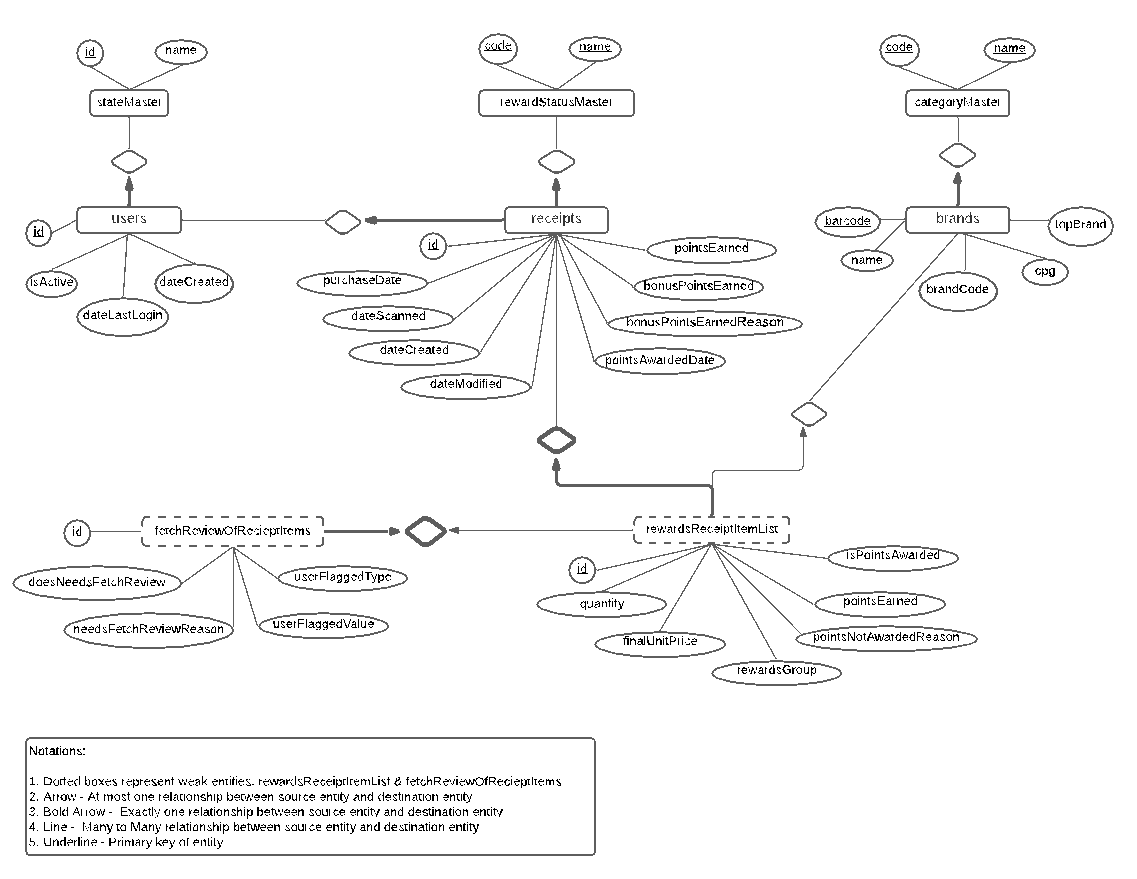 id
name
code
name
code
name
stateMaster
rewardStatusMaster
categoryMaster
users
receipts
brands
id
isActive
dateLastLogin
dateCreated
id
purchaseDate
dateScanned
dateCreated
dateModified
pointsEarned
bonusPointsEarned
bonusPointsEarnedReason
pointsAwardedDate
barcode
name
brandCode
cpg
topBrand
id
fetchReviewOfRecieptItems
rewardsReceiptItemList
doesNeedsFetchReview
needsFetchReviewReason
userFlaggedType
userFlaggedValue
id
quantity
finalUnitPrice
rewardsGroup
isPointsAwarded
pointsEarned
pointsNotAwardedReason
Notations:
1. Dotted boxes represent weak entities. rewardsReceiptItemList & fetchReviewOfRecieptItems
2. Arrow - At most one relationship between source entity and destination entity
3. Bold Arrow - Exactly one relationship between source entity and destination entity
4. Line - Many to Many relationship between source entity and destination entity
5. Underline - Primary key of entity